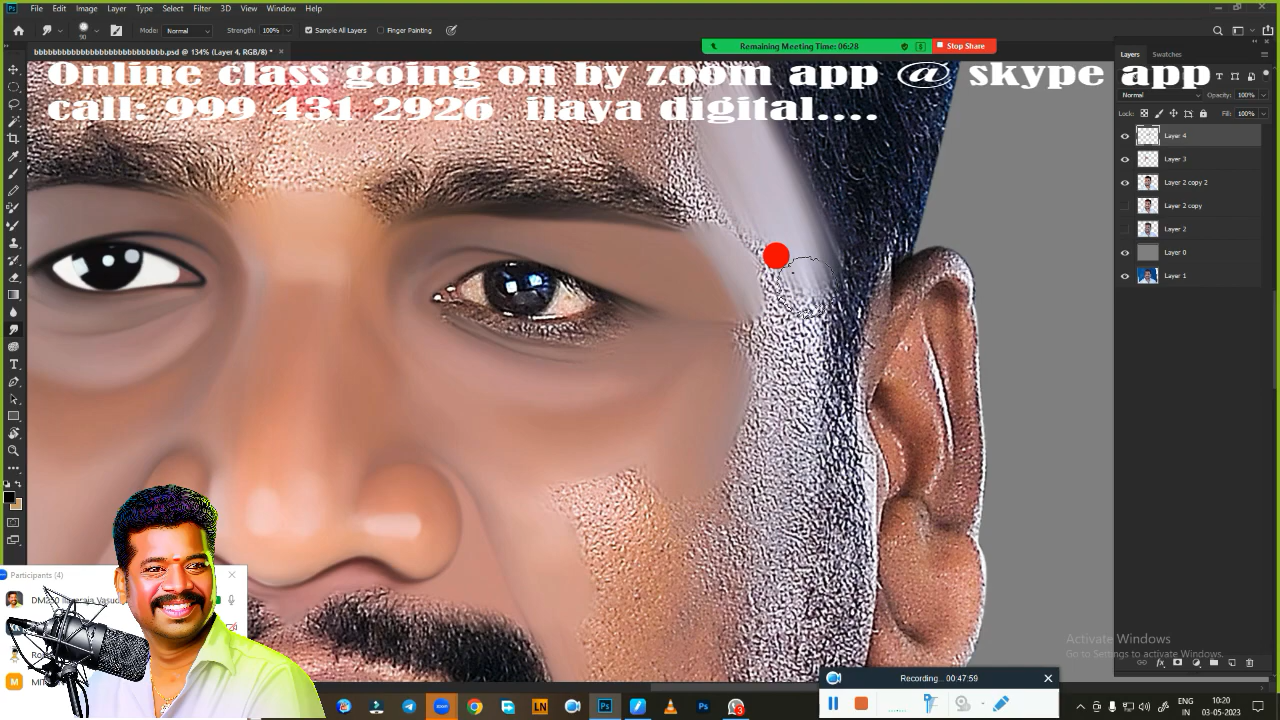 File Edit Image Layer Type Select Filter 3D View Window Help
Mode: Normal Strength: 100% Sample All Layers Finger Painting
90
bbbbbbbbbbbbbbbbbbbbbbbbbbbb.psd @ 134% (Layer 4, RGB/8) *
Remaining Meeting Time: 06:28 Stop Share
Layers Swatches
Online class going on by zoom app @ skype app
call: 999 431 2926 ilaya digital....
Normal Opacity: 100%
Lock: Fill: 100%
Layer 4
Layer 3
Layer 2 copy 2
Layer 2 copy
Layer 2
Layer 0
Layer 1
Participants (4)
Activate Windows
Go to Settings to activate Windows.
Recording... 00:47:59
ENG
IN
10:20
03-05-2023